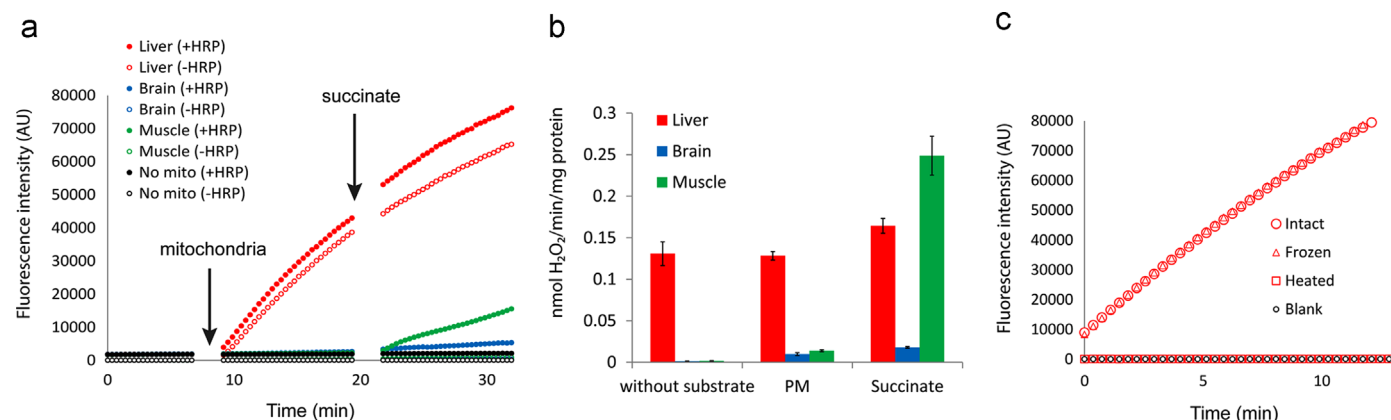 a
Liver (+HRP)
Liver (-HRP)
Brain (+HRP)
Brain (-HRP)
Muscle (+HRP)
Muscle (-HRP)
No mito (+HRP)
No mito (-HRP)
succinate
mitochondria
Fluorescence intensity (AU)
80000
70000
60000
50000
40000
30000
20000
10000
0
0 10 20 30
Time (min)
b
Liver
Brain
Muscle
nmol H₂O₂/min/mg protein
0.3
0.25
0.2
0.15
0.1
0.05
0
without substrate PM Succinate
c
Fluorescence intensity (AU)
80000
70000
60000
50000
40000
30000
20000
10000
0
Intact
Frozen
Heated
Blank
0 5 10
Time (min)